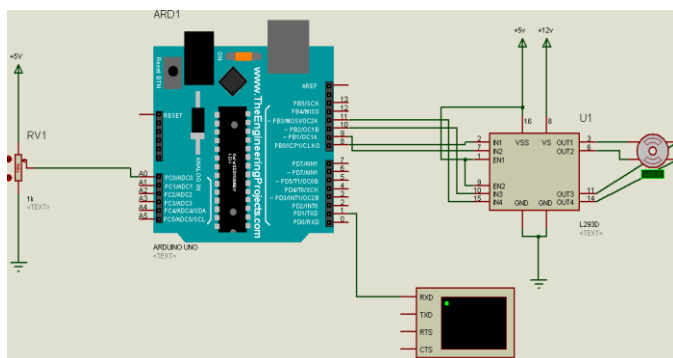 ARD1
+5V
RV1
1k
<TEXT>
Reset BTN
ON
www.TheEngineeringProjects.com
RESET
AREF
PB5/SCK
13
PB4/MISO
12
~PB3/MOSI/OC2A
11
~PB2/OC1B
10
~PB1/OC1A
9
PB0/ICP1/CLKO
8
ANALOG IN
A0
PC0/ADC0
A1
PC1/ADC1
A2
PC2/ADC2
A3
PC3/ADC3
A4
PC4/ADC4/SDA
A5
PC5/ADC5/SCL
PD7/AIN1
7
6
5
PD4/T0/XCK
4
~PD3/INT1/OC2B
3
PD2/INT0
2
PD1/TXD
1
PD0/RXD
0
ARDUINO UNO
<TEXT>
+5v
+12v
U1
16
8
VSS
VS
2
IN1
7
IN2
1
EN1
9
EN2
10
IN3
15
IN4
OUT1
3
OUT2
6
OUT3
11
OUT4
14
GND
GND
L293D
<TEXT>
RXD
TXD
RTS
CTS